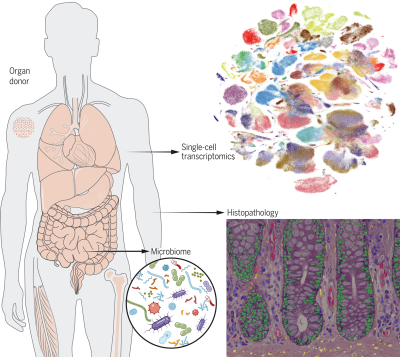 Organ
donor
Single-cell
transcriptomics
Histopathology
Microbiome